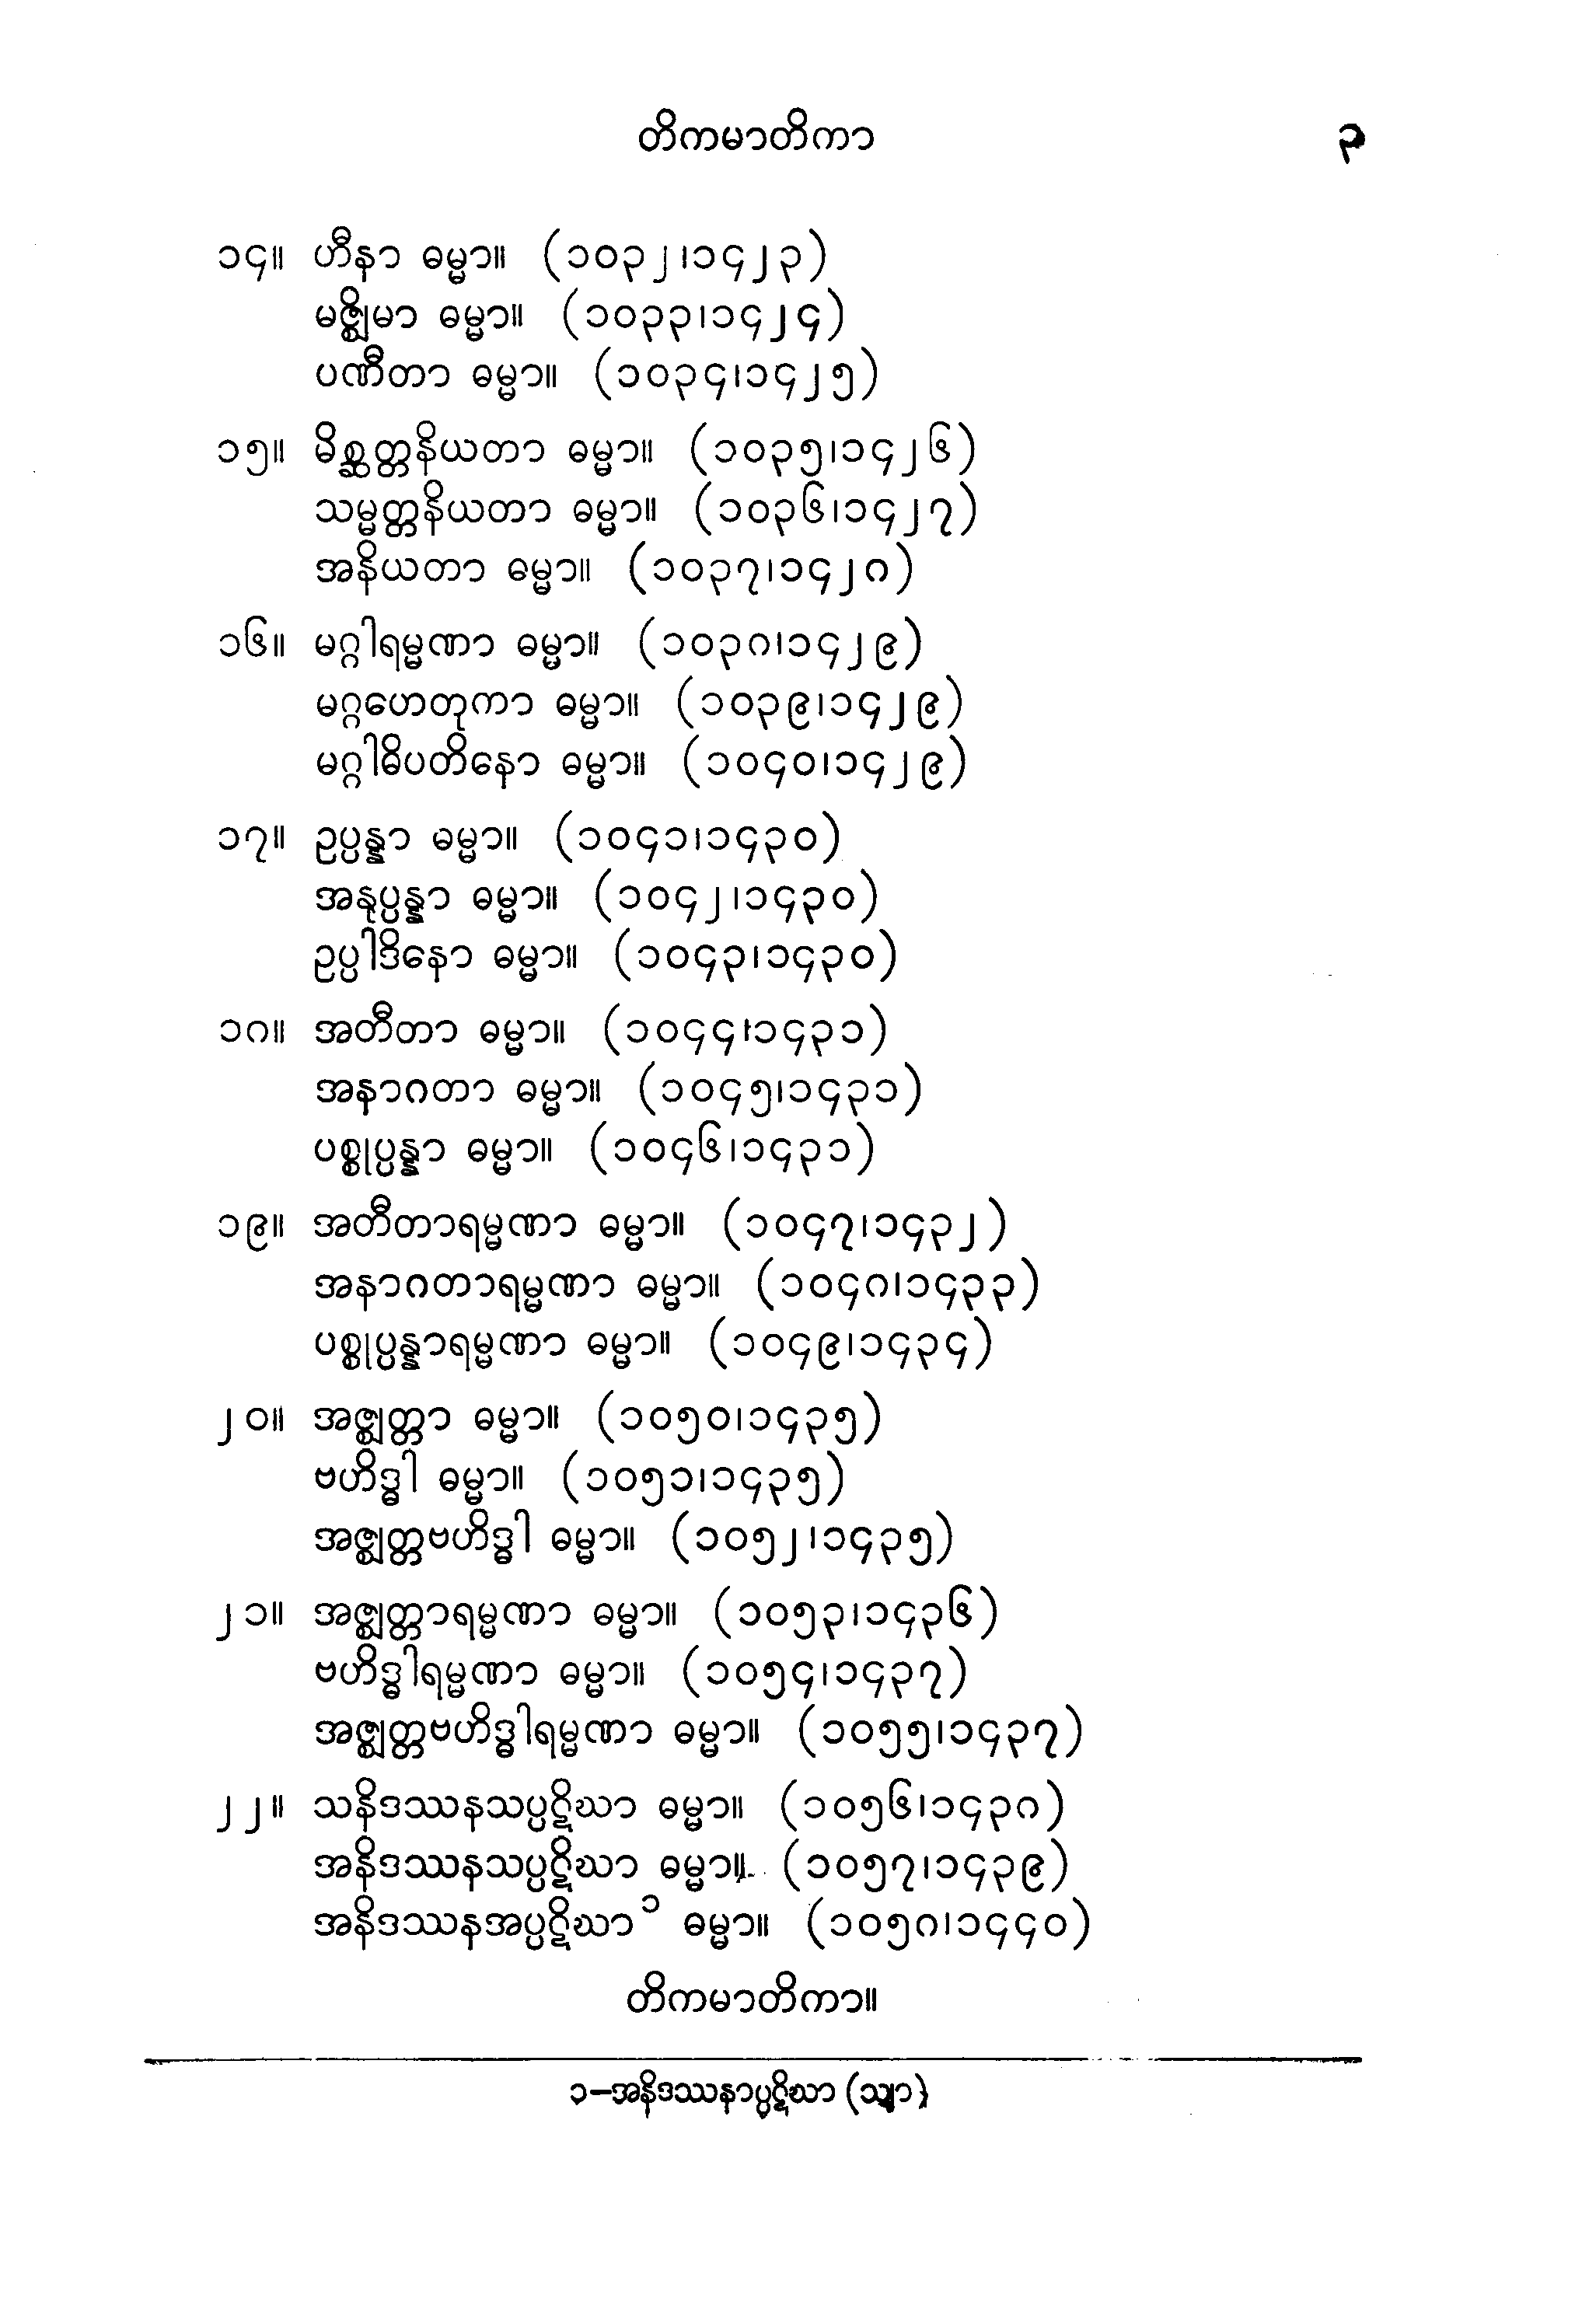 တိကမာတိကာ ၃
၁၄။ ဟီနာ ဓမ္မာ။ (၁၀၃၂၊၁၄၂၃)
မဇ္ဈိမာ ဓမ္မာ။ (၁၀၃၃၊၁၄၂၄)
ပဏီတာ ဓမ္မာ။ (၁၀၃၄၊၁၄၂၅)
၁၅။ မိစ္ဆတ္တနိယတာ ဓမ္မာ။ (၁၀၃၅၊၁၄၂၆)
သမ္မတ္တနိယတာ ဓမ္မာ။ (၁၀၃၆၊၁၄၂၇)
အနိယတာ ဓမ္မာ။ (၁၀၃၇၊၁၄၂၈)
၁၆။ မဂ္ဂါရမ္မဏာ ဓမ္မာ။ (၁၀၃၈၊၁၄၂၉)
မဂ္ဂဟေတုကာ ဓမ္မာ။ (၁၀၃၉၊၁၄၂၉)
မဂ္ဂါဓိပတိနော ဓမ္မာ။ (၁၀၄၀၊၁၄၂၉)
၁၇။ ဥပ္ပန္နာ ဓမ္မာ။ (၁၀၄၁၊၁၄၃၀)
အနုပ္ပန္နာ ဓမ္မာ။ (၁၀၄၂၊၁၄၃၀)
ဥပ္ပါဒိနော ဓမ္မာ။ (၁၀၄၃၊၁၄၃၀)
၁၈။ အတီတာ ဓမ္မာ။ (၁၀၄၄၊၁၄၃၁)
အနာဂတာ ဓမ္မာ။ (၁၀၄၅၊၁၄၃၁)
ပစ္စုပ္ပန္နာ ဓမ္မာ။ (၁၀၄၆၊၁၄၃၁)
၁၉။ အတီတာရမ္မဏာ ဓမ္မာ။ (၁၀၄၇၊၁၄၃၂)
အနာဂတာရမ္မဏာ ဓမ္မာ။ (၁၀၄၈၊၁၄၃၃)
ပစ္စုပ္ပန္နာရမ္မဏာ ဓမ္မာ။ (၁၀၄၉၊၁၄၃၄)
၂၀။ အဇ္ဈတ္တာ ဓမ္မာ။ (၁၀၅၀၊၁၄၃၅)
ဗဟိဒ္ဓါ ဓမ္မာ။ (၁၀၅၁၊၁၄၃၅)
အဇ္ဈတ္တဗဟိဒ္ဓါ ဓမ္မာ။ (၁၀၅၂၊၁၄၃၅)
၂၁။ အဇ္ဈတ္တာရမ္မဏာ ဓမ္မာ။ (၁၀၅၃၊၁၄၃၆)
ဗဟိဒ္ဓါရမ္မဏာ ဓမ္မာ။ (၁၀၅၄၊၁၄၃၇)
အဇ္ဈတ္တဗဟိဒ္ဓါရမ္မဏာ ဓမ္မာ။ (၁၀၅၅၊၁၄၃၇)
၂၂။ သနိဒဿနသပ္ပဋိဃာ ဓမ္မာ။ (၁၀၅၆၊၁၄၃၈)
အနိဒဿနသပ္ပဋိဃာ ဓမ္မာ။ (၁၀၅၇၊၁၄၃၉)
အနိဒဿနအပ္ပဋိဃာ ၁ ဓမ္မာ။ (၁၀၅၈၊၁၄၄၀)
တိကမာတိကာ။
၁–အနိဒဿနာပ္ပဋိဃာ (သျာ)